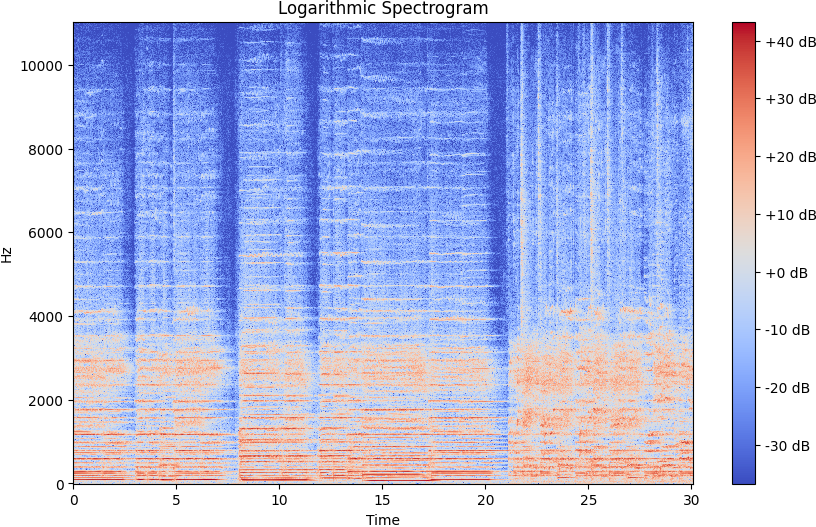 Logarithmic Spectrogram
10000
8000
6000
4000
2000
0
Hz
0 5 10 15 20 25 30
Time
+40 dB
+30 dB
+20 dB
+10 dB
+0 dB
-10 dB
-20 dB
-30 dB